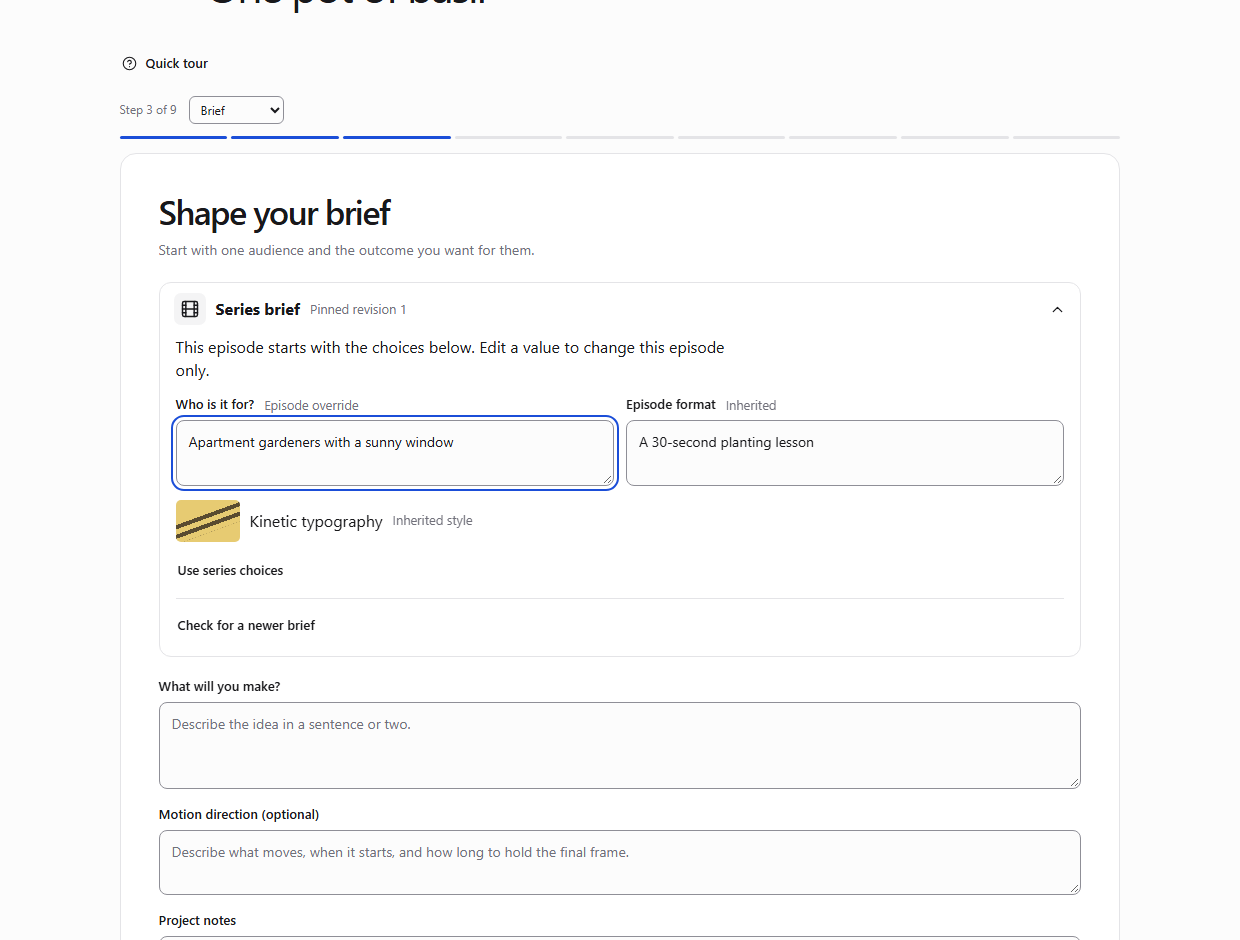 One pot of basil
Quick tour
Step 3 of 9
Brief
Shape your brief
Start with one audience and the outcome you want for them.
Series brief
Pinned revision 1
This episode starts with the choices below. Edit a value to change this episode
only.
Who is it for?
Episode override
Episode format
Inherited
Apartment gardeners with a sunny window
A 30-second planting lesson
Kinetic typography
Inherited style
Use series choices
Check for a newer brief
What will you make?
Describe the idea in a sentence or two.
Motion direction (optional)
Describe what moves, when it starts, and how long to hold the final frame.
Project notes